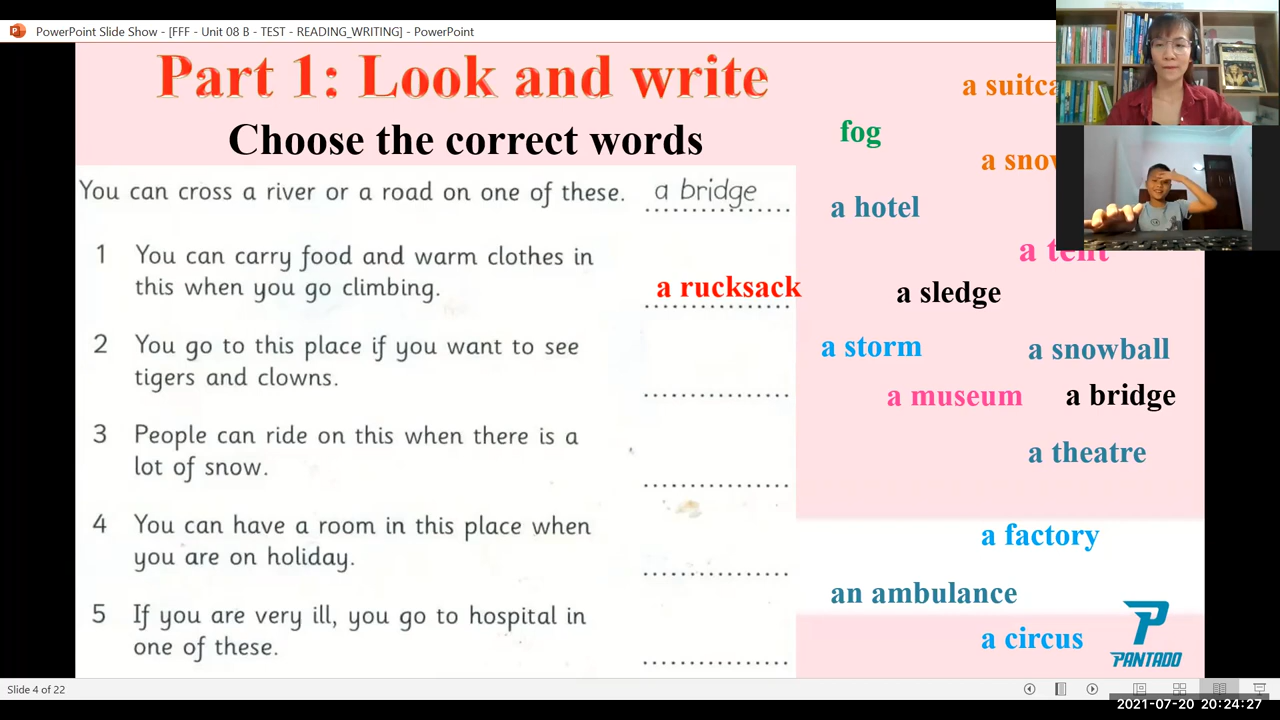 PowerPoint Slide Show - [FFF - Unit 08 B - TEST - READING_WRITING] - PowerPoint
Part 1: Look and write
Choose the correct words
You can cross a river or a road on one of these. a bridge
1 You can carry food and warm clothes in
this when you go climbing. a rucksack
2 You go to this place if you want to see
tigers and clowns.
3 People can ride on this when there is a
lot of snow.
4 You can have a room in this place when
you are on holiday.
5 If you are very ill, you go to hospital in
one of these.
a
fog
a
a hotel
a tent
a sledge
a storm
a snowball
a museum
a bridge
a theatre
a factory
an ambulance
a circus
PANTADO
Slide 4 of 22
2021-07-20 20:24:27